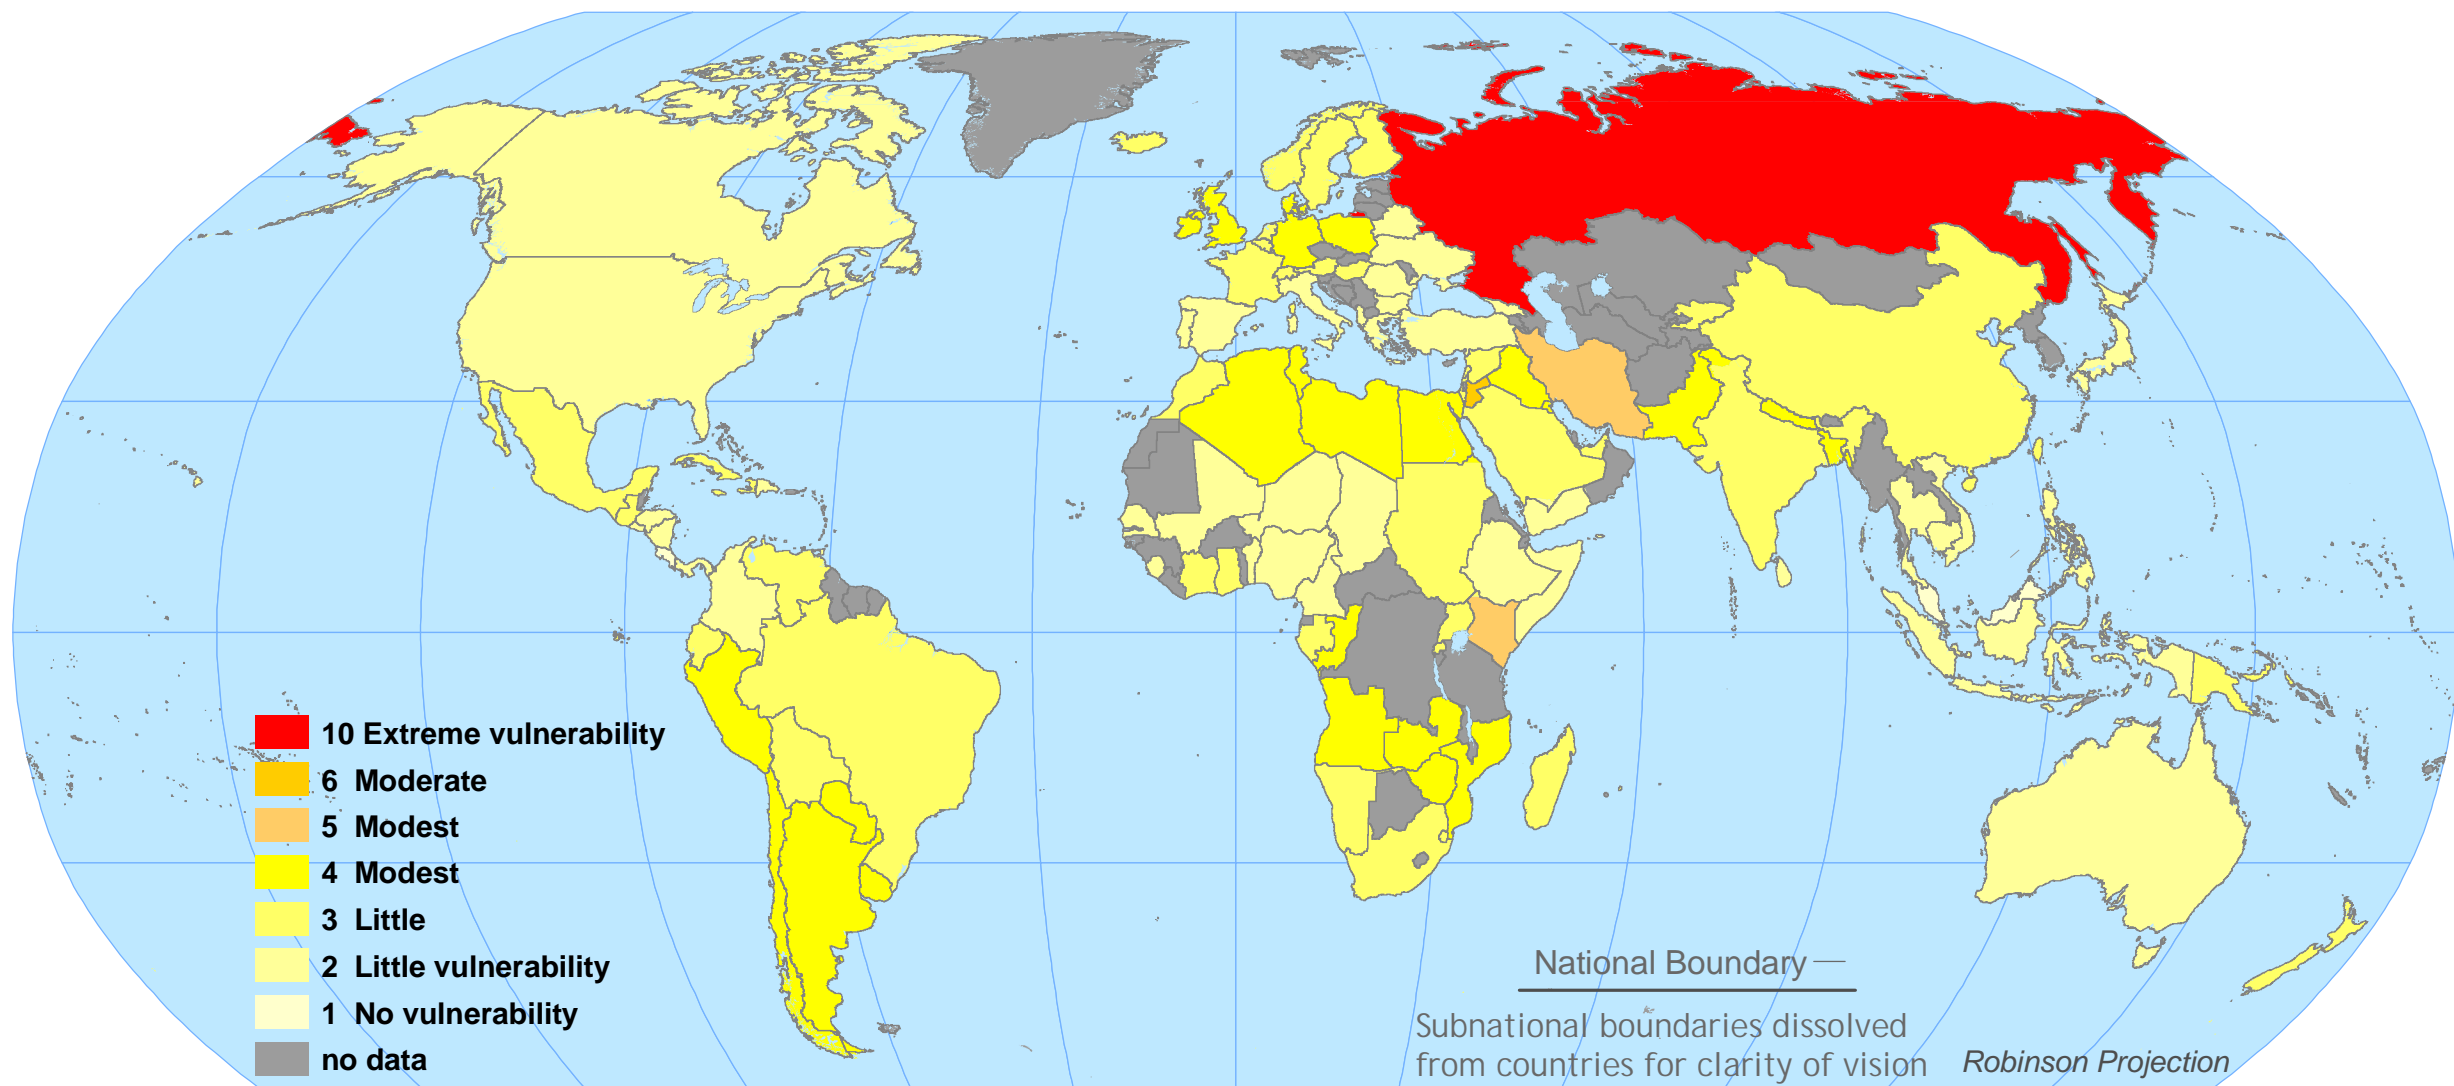 10 Extreme vulnerability
6 Moderate
5 Modest
4 Modest
3 Little
2 Little vulnerability
1 No vulnerability
no data
National Boundary
Subnational boundaries dissolved
from countries for clarity of vision
Robinson Projection